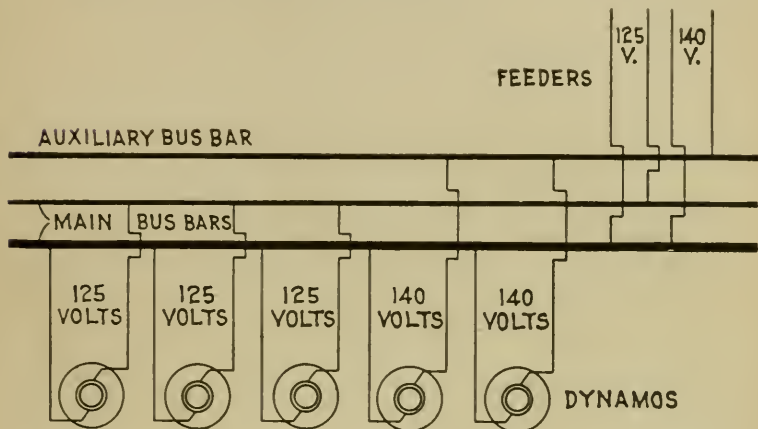 125
V.
140
V.
FEEDERS
AUXILIARY BUS BAR
MAIN BUS BARS
125
VOLTS
125
VOLTS
125
VOLTS
140
VOLTS
140
VOLTS
DYNAMOS